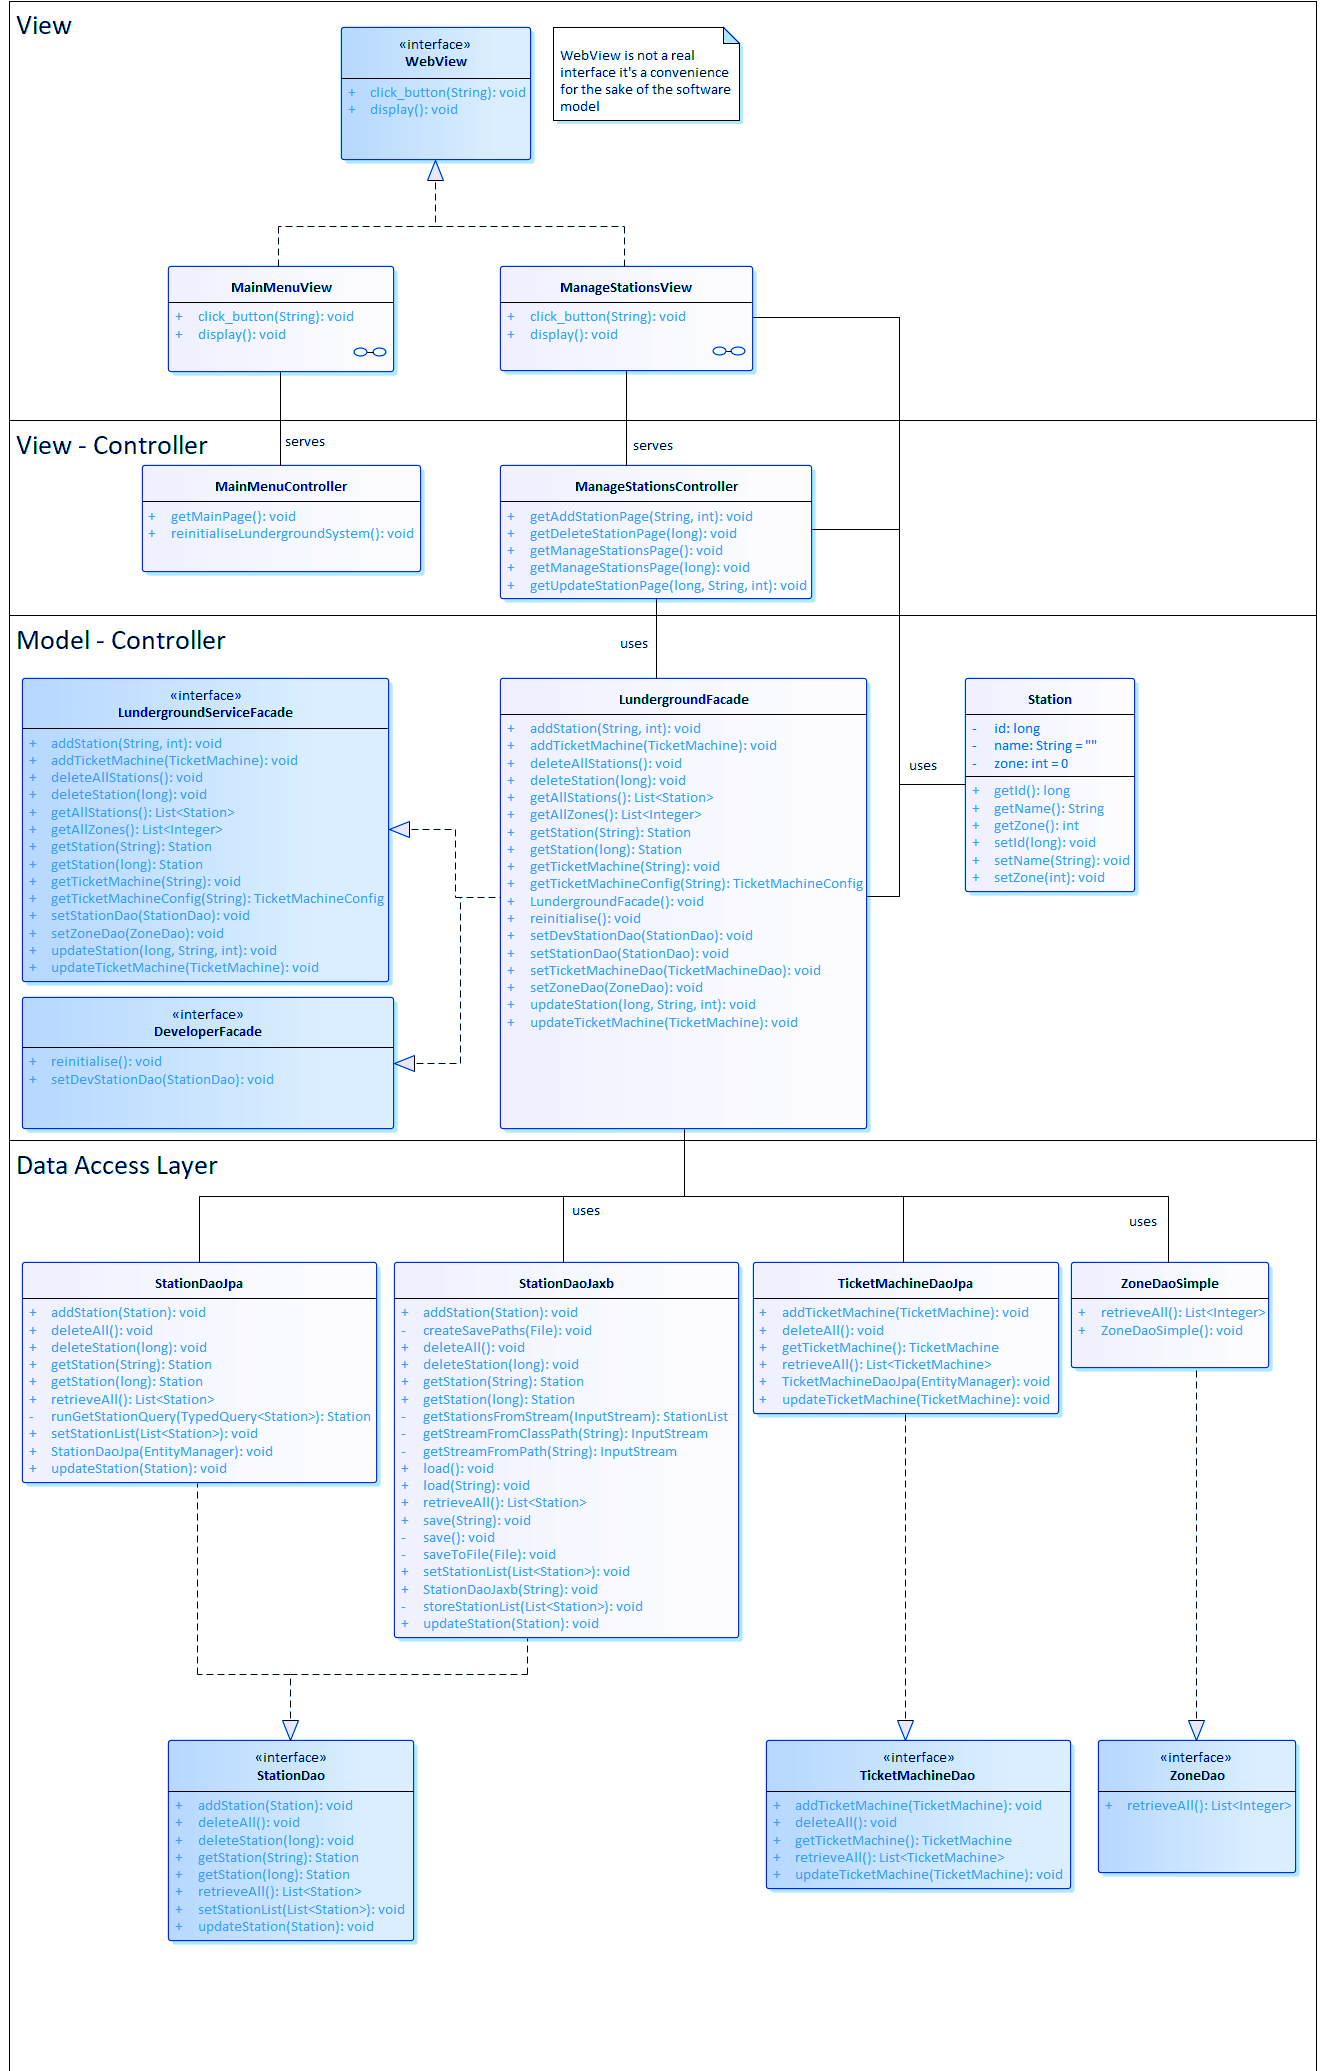 View
«interface»
WebView
+ click_button(String): void
+ display(): void
WebView is not a real
interface it's a convenience
for the sake of the software
model
MainMenuView
+ click_button(String): void
+ display(): void
ManageStationsView
+ click_button(String): void
+ display(): void
View - Controller
serves
serves
MainMenuController
+ getMainPage(): void
+ reinitialiseLundergroundSystem(): void
ManageStationsController
+ getAddStationPage(String, int): void
+ getDeleteStationPage(long): void
+ getManageStationsPage(): void
+ getManageStationsPage(long): void
+ getUpdateStationPage(long, String, int): void
Model - Controller
uses
«interface»
LundergroundServiceFacade
+ addStation(String, int): void
+ addTicketMachine(TicketMachine): void
+ deleteAllStations(): void
+ deleteStation(long): void
+ getAllStations(): List<Station>
+ getAllZones(): List<Integer>
+ getStation(String): Station
+ getStation(long): Station
+ getTicketMachine(String): void
+ getTicketMachineConfig(String): TicketMachineConfig
+ setStationDao(StationDao): void
+ setZoneDao(ZoneDao): void
+ updateStation(long, String, int): void
+ updateTicketMachine(TicketMachine): void
LundergroundFacade
+ addStation(String, int): void
+ addTicketMachine(TicketMachine): void
+ deleteAllStations(): void
+ deleteStation(long): void
+ getAllStations(): List<Station>
+ getAllZones(): List<Integer>
+ getStation(String): Station
+ getStation(long): Station
+ getTicketMachine(String): void
+ getTicketMachineConfig(String): TicketMachineConfig
+ LundergroundFacade(): void
+ reinitialise(): void
+ setDevStationDao(StationDao): void
+ setStationDao(StationDao): void
+ setTicketMachineDao(TicketMachineDao): void
+ setZoneDao(ZoneDao): void
+ updateStation(long, String, int): void
+ updateTicketMachine(TicketMachine): void
uses
Station
- id: long
- name: String = ""
- zone: int = 0
+ getId(): long
+ getName(): String
+ getZone(): int
+ setId(long): void
+ setName(String): void
+ setZone(int): void
«interface»
DeveloperFacade
+ reinitialise(): void
+ setDevStationDao(StationDao): void
Data Access Layer
uses
uses
StationDaoJpa
+ addStation(Station): void
+ deleteAll(): void
+ deleteStation(long): void
+ getStation(String): Station
+ getStation(long): Station
+ retrieveAll(): List<Station>
- runGetStationQuery(TypedQuery<Station>): Station
+ setStationList(List<Station>): void
+ StationDaoJpa(EntityManager): void
+ updateStation(Station): void
StationDaoJaxb
+ addStation(Station): void
- createSavePaths(File): void
+ deleteAll(): void
+ deleteStation(long): void
+ getStation(String): Station
+ getStation(long): Station
- getStationsFromStream(InputStream): StationList
- getStreamFromClassPath(String): InputStream
- getStreamFromPath(String): InputStream
+ load(): void
+ load(String): void
+ retrieveAll(): List<Station>
+ save(String): void
- save(): void
- saveToFile(File): void
+ setStationList(List<Station>): void
+ StationDaoJaxb(String): void
- storeStationList(List<Station>): void
+ updateStation(Station): void
TicketMachineDaoJpa
+ addTicketMachine(TicketMachine): void
+ deleteAll(): void
+ getTicketMachine(): TicketMachine
+ retrieveAll(): List<TicketMachine>
+ TicketMachineDaoJpa(EntityManager): void
+ updateTicketMachine(TicketMachine): void
ZoneDaoSimple
+ retrieveAll(): List<Integer>
+ ZoneDaoSimple(): void
«interface»
StationDao
+ addStation(Station): void
+ deleteAll(): void
+ deleteStation(long): void
+ getStation(String): Station
+ getStation(long): Station
+ retrieveAll(): List<Station>
+ setStationList(List<Station>): void
+ updateStation(Station): void
«interface»
TicketMachineDao
+ addTicketMachine(TicketMachine): void
+ deleteAll(): void
+ getTicketMachine(): TicketMachine
+ retrieveAll(): List<TicketMachine>
+ updateTicketMachine(TicketMachine): void
«interface»
ZoneDao
+ retrieveAll(): List<Integer>